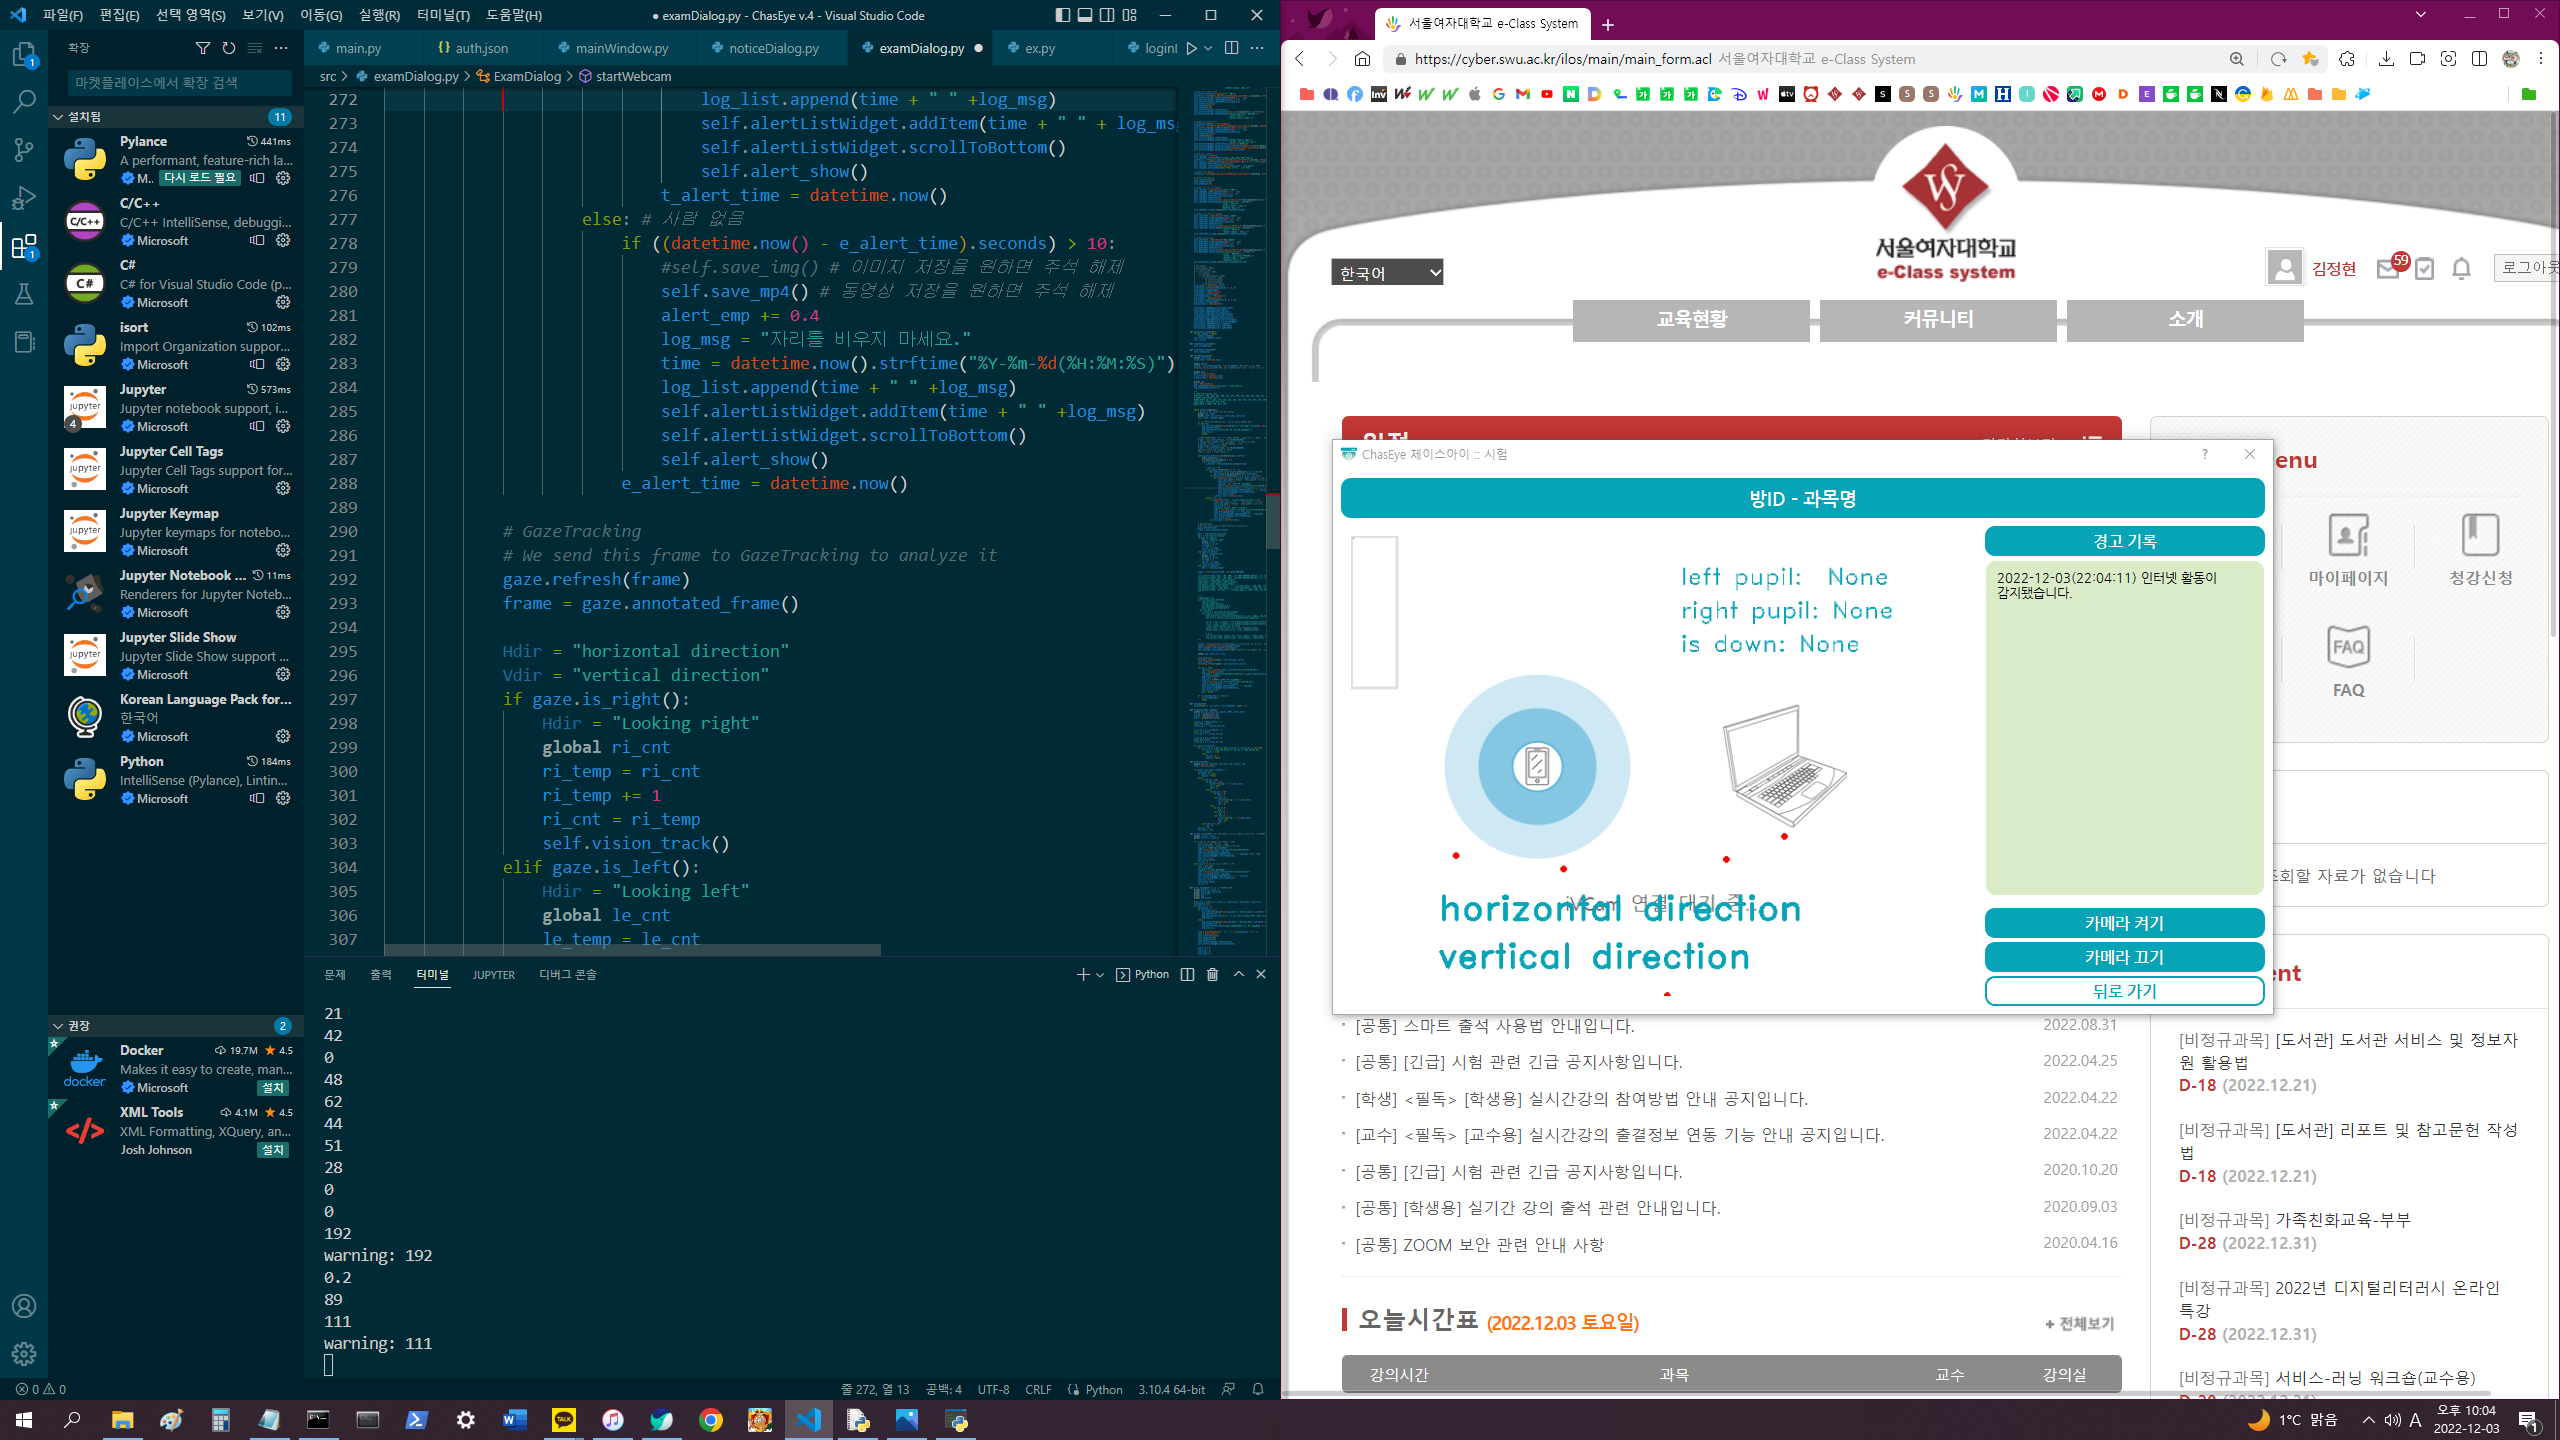 파일(F) 편집(E) 선택 영역(S) 보기(V) 이동(G) 실행(R) 터미널(T) 도움말(H)
● examDialog.py - ChasEye v.4 - Visual Studio Code
확장
마켓플레이스에서 확장 검색
설치됨 11
Pylance 441ms
A performant, feature-rich la...
M.. 다시 로드 필요
C/C++
C/C++ IntelliSense, debuggi...
Microsoft
C#
C# for Visual Studio Code (p...
Microsoft
isort 102ms
Import Organization suppor...
Microsoft
Jupyter 573ms
Jupyter notebook support, i...
Microsoft
4
Jupyter Cell Tags
Jupyter Cell Tags support for...
Microsoft
Jupyter Keymap
Jupyter keymaps for notebo...
Microsoft
Jupyter Notebook ... 11ms
Renderers for Jupyter Noteb...
Microsoft
Jupyter Slide Show
Jupyter Slide Show support ...
Microsoft
Korean Language Pack for...
한국어
Microsoft
Python 184ms
IntelliSense (Pylance), Lintin...
Microsoft
권장 2
Docker 19.7M 4.5
Makes it easy to create, man...
Microsoft 설치
XML Tools 4.1M 4.5
XML Formatting, XQuery, an...
Josh Johnson 설치
main.py {} auth.json mainWindow.py noticeDialog.py examDialog.py ● ex.py loginI
src > examDialog.py > ExamDialog > startWebcam
272 log_list.append(time + " " +log_msg)
273 self.alertListWidget.addItem(time + " " + log_ms
274 self.alertListWidget.scrollToBottom()
275 self.alert_show()
276 t_alert_time = datetime.now()
277 else: # 사람 없음
278 if ((datetime.now() - e_alert_time).seconds) > 10:
279 #self.save_img() # 이미지 저장을 원하면 주석 해제
280 self.save_mp4() # 동영상 저장을 원하면 주석 해제
281 alert_emp += 0.4
282 log_msg = "자리를 비우지 마세요."
283 time = datetime.now().strftime("%Y-%m-%d(%H:%M:%S)")
284 log_list.append(time + " " +log_msg)
285 self.alertListWidget.addItem(time + " " +log_msg)
286 self.alertListWidget.scrollToBottom()
287 self.alert_show()
288 e_alert_time = datetime.now()
289
290 # GazeTracking
291 # We send this frame to GazeTracking to analyze it
292 gaze.refresh(frame)
293 frame = gaze.annotated_frame()
294
295 Hdir = "horizontal direction"
296 Vdir = "vertical direction"
297 if gaze.is_right():
298 Hdir = "Looking right"
299 global ri_cnt
300 ri_temp = ri_cnt
301 ri_temp += 1
302 ri_cnt = ri_temp
303 self.vision_track()
304 elif gaze.is_left():
305 Hdir = "Looking left"
306 global le_cnt
307 le_temp = le_cnt
문제 출력 터미널 JUPYTER 디버그 콘솔 Python
21
42
0
48
62
44
51
28
0
0
192
warning: 192
0.2
89
111
warning: 111
0 0 줄 272, 열 13 공백: 4 UTF-8 CRLF Python 3.10.4 64-bit
서울여자대학교 e-Class System
https://cyber.swu.ac.kr/ilos/main/main_form.acl 서울여자대학교 e-Class System
서울여자대학교
e-Class system
한국어
김정현 59 로그아웃
교육현황 커뮤니티 소개
enu
마이페이지 청강신청
FAQ
FAQ
조회할 자료가 없습니다
ent
ChasEye 체이스아이 :: 시험
방ID - 과목명
left pupil: None
right pupil: None
is down: None
iVCam 연결 대기 중...
horizontal direction
vertical direction
경고 기록
2022-12-03(22:04:11) 인터넷 활동이
감지됐습니다.
카메라 켜기
카메라 끄기
뒤로 가기
[공통] 스마트 출석 사용법 안내입니다. 2022.08.31
[공통] [긴급] 시험 관련 긴급 공지사항입니다. 2022.04.25
[학생] <필독> [학생용] 실시간강의 참여방법 안내 공지입니다. 2022.04.22
[교수] <필독> [교수용] 실시간강의 출결정보 연동 기능 안내 공지입니다. 2022.04.22
[공통] [긴급] 시험 관련 긴급 공지사항입니다. 2020.10.20
[공통] [학생용] 실기간 강의 출석 관련 안내입니다. 2020.09.03
[공통] ZOOM 보안 관련 안내 사항 2020.04.16
오늘시간표 (2022.12.03 토요일) + 전체보기
강의시간 과목 교수 강의실
[비정규과목] [도서관] 도서관 서비스 및 정보자
원 활용법
D-18 (2022.12.21)
[비정규과목] [도서관] 리포트 및 참고문헌 작성
법
D-18 (2022.12.21)
[비정규과목] 가족친화교육-부부
D-28 (2022.12.31)
[비정규과목] 2022년 디지털리터러시 온라인
특강
D-28 (2022.12.31)
[비정규과목] 서비스-러닝 워크숍(교수용)
1°C 맑음 A 오후 10:04
2022-12-03